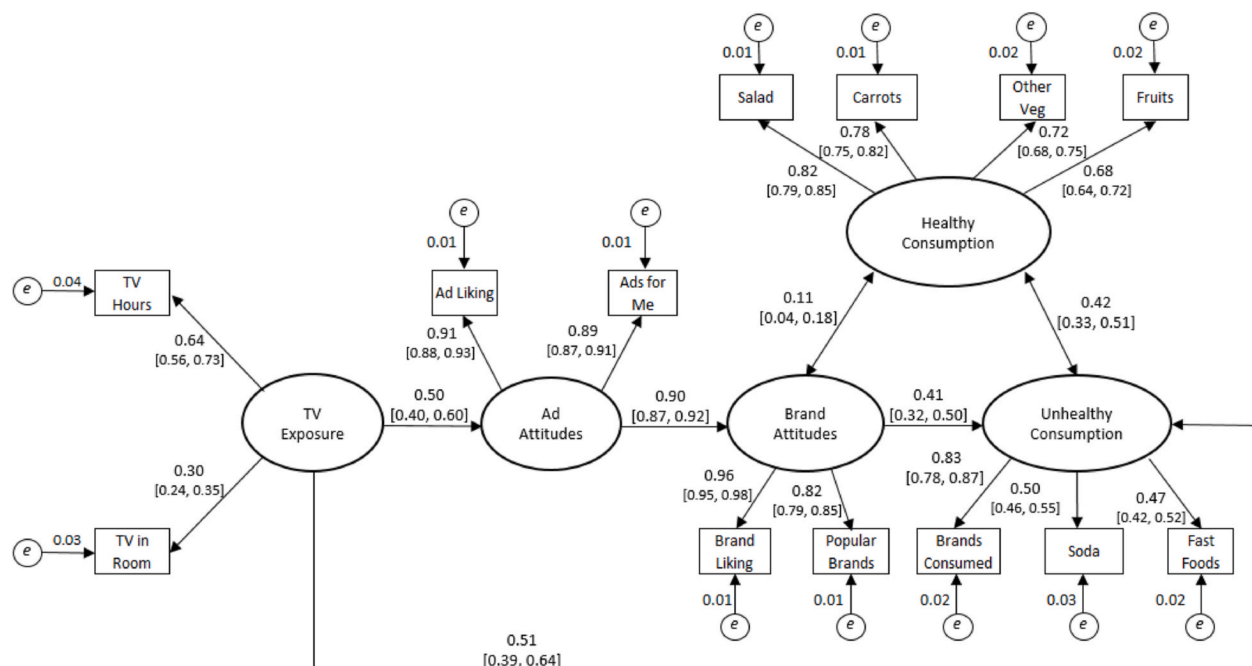 e
e
e
e
0.01
0.01
0.02
0.02
Salad
Carrots
Other
Veg
Fruits
0.78
[0.75, 0.82]
0.72
[0.68, 0.75]
0.82
[0.79, 0.85]
0.68
[0.64, 0.72]
Healthy
Consumption
e
e
0.01
0.01
Ad Liking
Ads for
Me
e
0.04
TV
Hours
0.64
[0.56, 0.73]
0.91
[0.88, 0.93]
0.89
[0.87, 0.91]
0.11
[0.04, 0.18]
0.42
[0.33, 0.51]
TV
Exposure
0.50
[0.40, 0.60]
Ad
Attitudes
0.90
[0.87, 0.92]
Brand
Attitudes
0.41
[0.32, 0.50]
Unhealthy
Consumption
0.30
[0.24, 0.35]
0.96
[0.95, 0.98]
0.82
[0.79, 0.85]
0.83
[0.78, 0.87]
0.50
[0.46, 0.55]
0.47
[0.42, 0.52]
e
0.03
TV in
Room
Brand
Liking
Popular
Brands
Brands
Consumed
Soda
Fast
Foods
0.01
0.01
0.02
0.03
0.02
e
e
e
e
e
0.51
[0.39, 0.64]